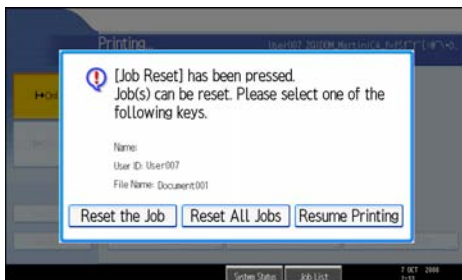 Printing...
[Job Reset] has been pressed.
Job(s) can be reset. Please select one of the
following keys.
Name:
User ID: User007
File Name: Document001
Reset the Job
Reset All Jobs
Resume Printing
System Status
Job List
7 OCT 2008